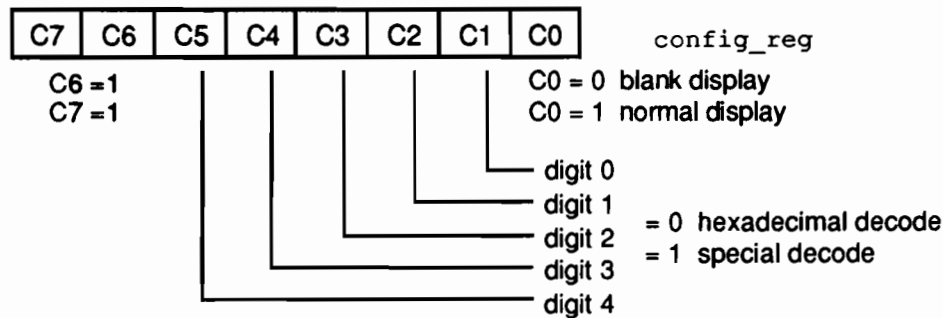 C7 C6 C5 C4 C3 C2 C1 C0 config_reg
C6 =1
C7 =1
C0 = 0 blank display
C0 = 1 normal display
digit 0
digit 1
digit 2
digit 3
digit 4
= 0 hexadecimal decode
= 1 special decode